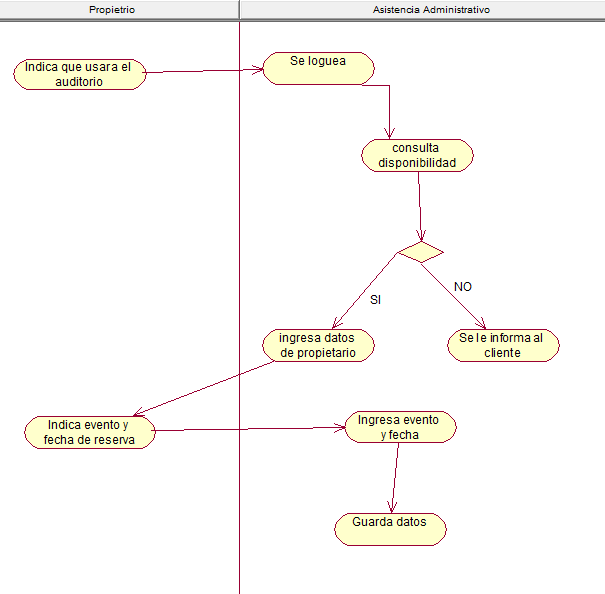 Propietrio
Asistencia Administrativo
Indica que usara el
auditorio
Se loguea
consulta
disponibilidad
SI
NO
ingresa datos
de propietario
Se le informa al
cliente
Indica evento y
fecha de reserva
Ingresa evento
y fecha
Guarda datos